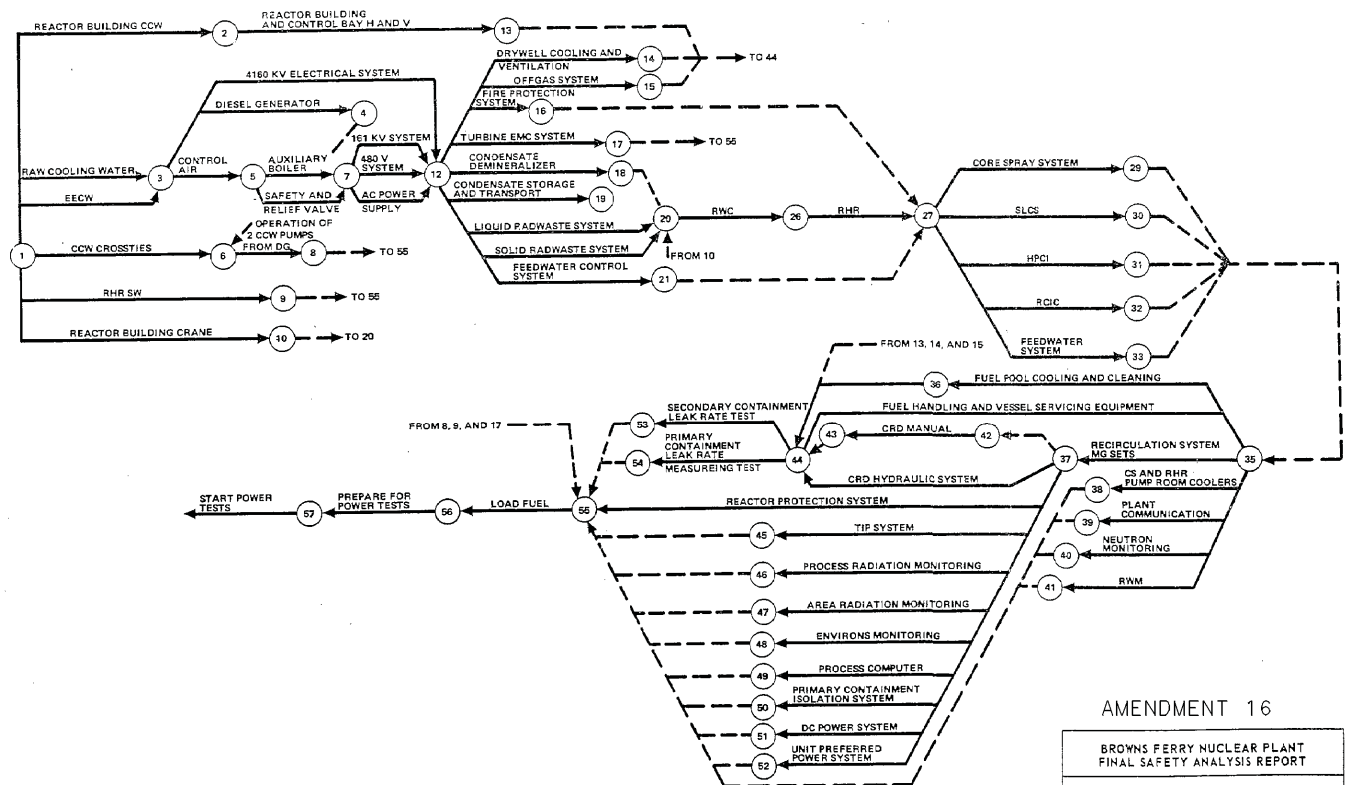 REACTOR BUILDING CCW
2
REACTOR BUILDING
AND CONTROL BAY H AND V
13
DRYWELL COOLING AND
VENTILATION
14
TO 44
4160 KV ELECTRICAL SYSTEM
OFFGAS SYSTEM
15
FIRE PROTECTION
SYSTEM
16
DIESEL GENERATOR
4
161 KV SYSTEM
TURBINE EMC SYSTEM
17
TO 55
RAW COOLING WATER
3
CONTROL
AIR
5
AUXILIARY
BOILER
7
480 V
SYSTEM
12
CONDENSATE
DEMINERALIZER
18
EECW
SAFETY AND
RELIEF VALVE
AC POWER
SUPPLY
CONDENSATE STORAGE
AND TRANSPORT
19
LIQUID RADWASTE SYSTEM
20
RWC
26
RHR
27
SOLID RADWASTE SYSTEM
FROM 10
FEEDWATER CONTROL
SYSTEM
21
1
CCW CROSSTIES
6
OPERATION OF
2 CCW PUMPS
FROM DG
8
TO 55
RHR SW
9
TO 55
REACTOR BUILDING CRANE
10
TO 20
CORE SPRAY SYSTEM
29
SLCS
30
HPCI
31
RCIC
32
FEEDWATER
SYSTEM
33
FROM 13, 14, AND 15
36
FUEL POOL COOLING AND CLEANING
FUEL HANDLING AND VESSEL SERVICING EQUIPMENT
SECONDARY CONTAINMENT
LEAK RATE TEST
53
FROM 8, 9, AND 17
43
CRD MANUAL
42
PRIMARY
CONTAINMENT
LEAK RATE
MEASUREING TEST
54
44
37
RECIRCULATION SYSTEM
MG SETS
35
CRD HYDRAULIC SYSTEM
38
CS AND RHR
PUMP ROOM COOLERS
START POWER
TESTS
57
PREPARE FOR
POWER TESTS
56
LOAD FUEL
55
REACTOR PROTECTION SYSTEM
39
PLANT
COMMUNICATION
45
TIP SYSTEM
40
NEUTRON
MONITORING
46
PROCESS RADIATION MONITORING
41
RWM
47
AREA RADIATION MONITORING
48
ENVIRONS MONITORING
49
PROCESS COMPUTER
50
PRIMARY CONTAINMENT
ISOLATION SYSTEM
51
DC POWER SYSTEM
52
UNIT PREFERRED
POWER SYSTEM
AMENDMENT 16
BROWNS FERRY NUCLEAR PLANT
FINAL SAFETY ANALYSIS REPORT